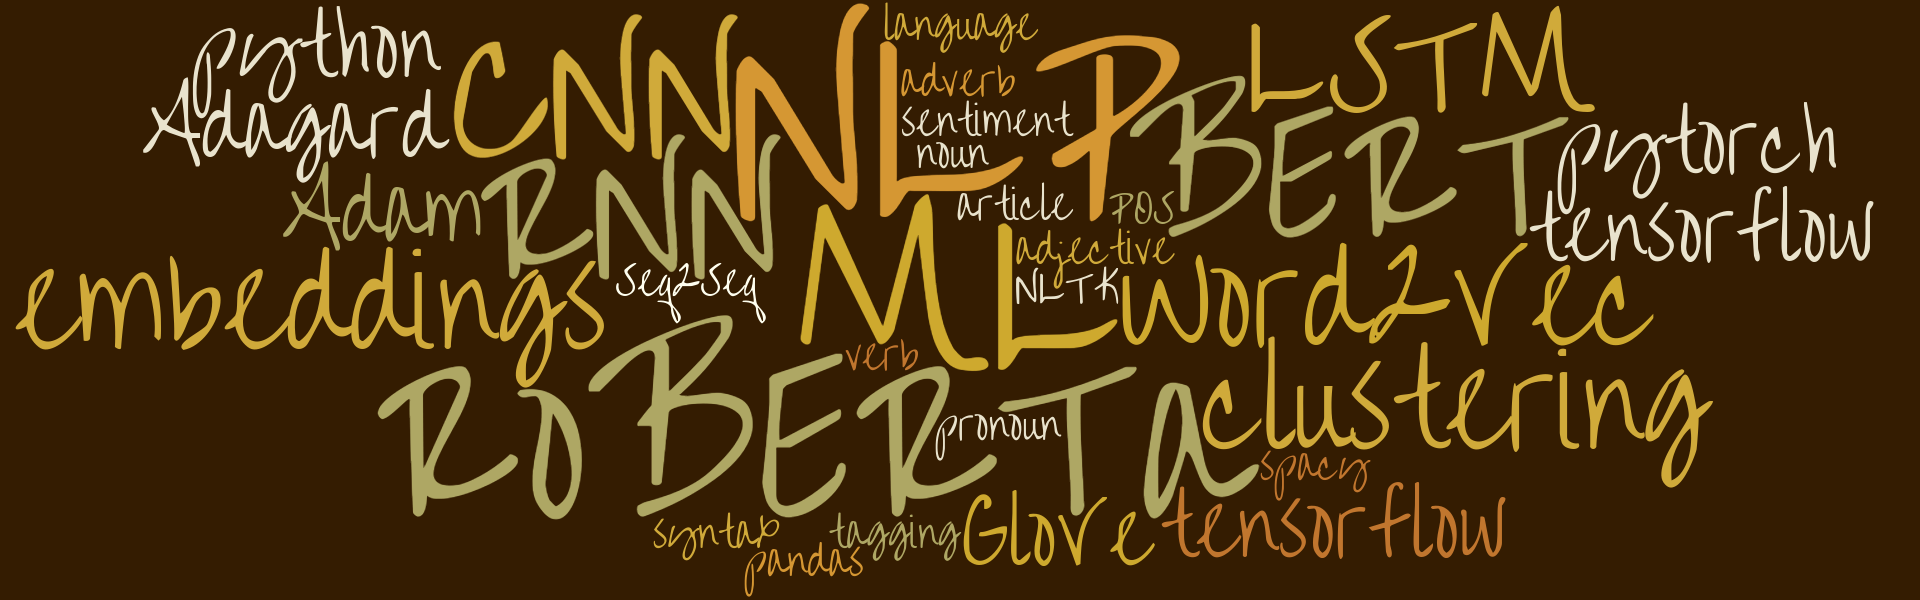 python
language
CNN
NLP
LSTM
adverb
Adagard
sentiment
BERT
pytorch
noun
Adam
RNN
article
POS
tensorflow
adjective
embeddings
Seq2Seq
ML
NLTK
Word2Vec
verb
RoBERTa
clustering
pronoun
spacy
syntax
tagging
Glove
tensorflow
pandas